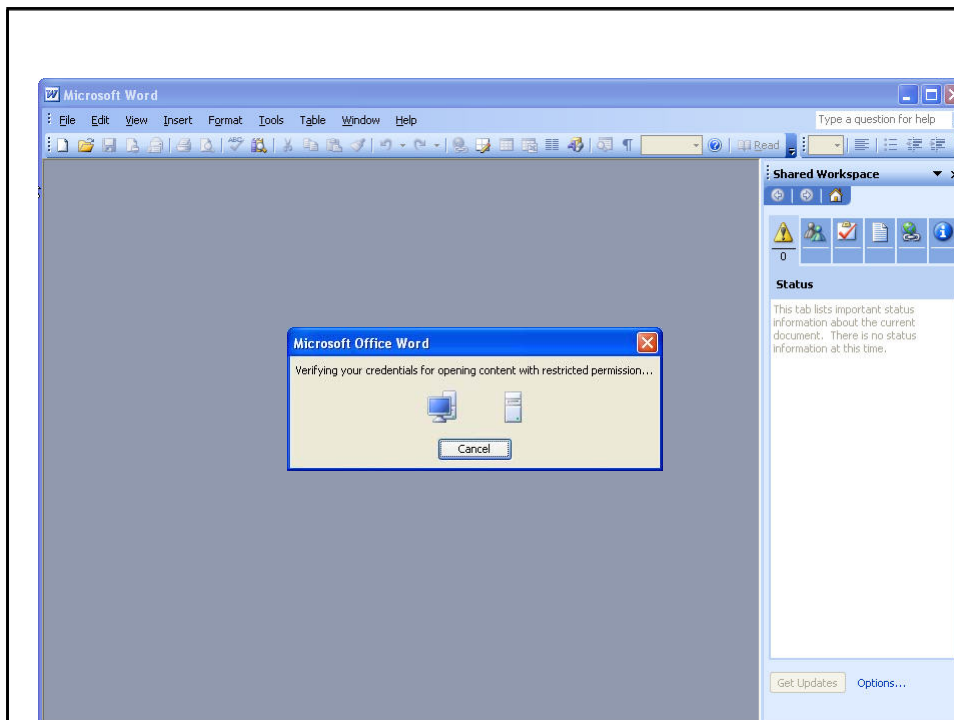 Microsoft Word
File Edit View Insert Format Tools Table Window Help
Type a question for help
Read
Shared Workspace
0
Status
This tab lists important status
information about the current
document. There is no status
information at this time.
Microsoft Office Word
Verifying your credentials for opening content with restricted permission...
Cancel
Get Updates Options...